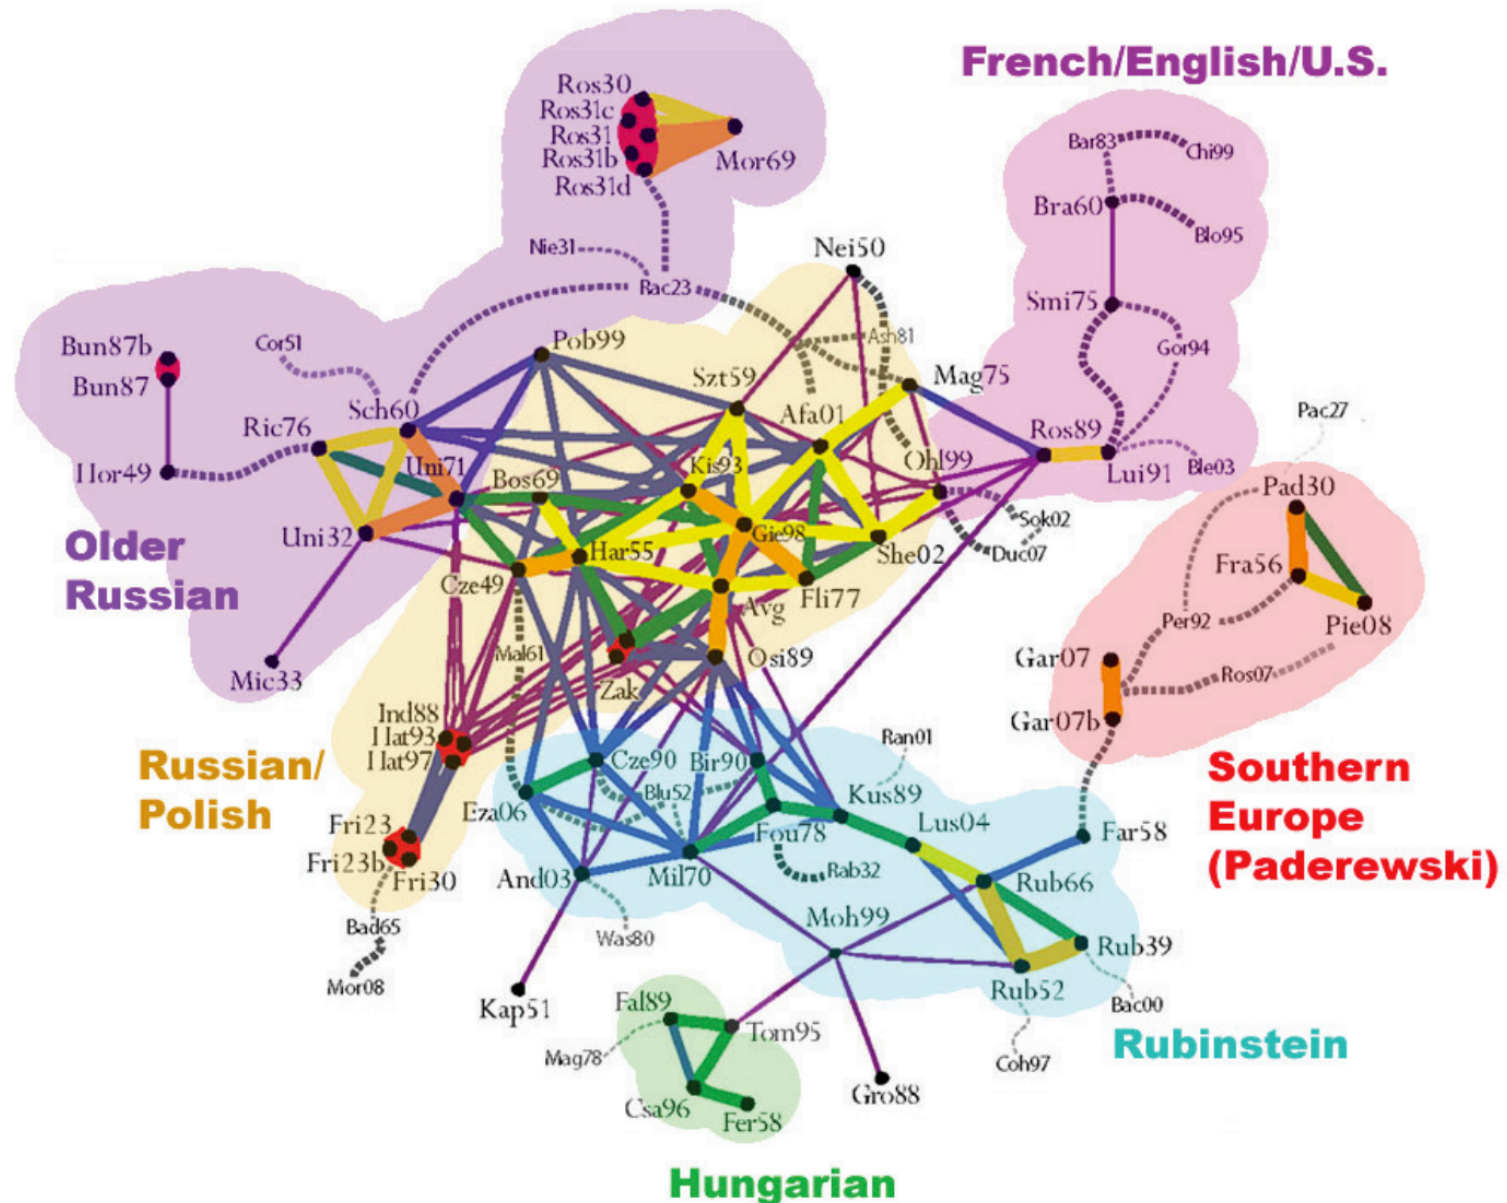 French/English/U.S.
Ros30
Ros31c
Ros31
Ros31b
Ros31d
Mor69
Bar83
Chi99
Bra60
Blo95
Nie31
Nei50
Rac23
Smi75
Gor94
Bun87b
Bun87
Cor51
Pob99
Ash81
Szt59
Mag75
Sch60
Afa01
Ric76
Ros89
Pac27
Hor49
Uni71
Bos69
Kis93
Ohl99
Lui91
Ble03
Pad30
Uni32
Gie98
Sok02
Older
Russian
Har55
She02
Duc07
Fra56
Cze49
Avg
Fli77
Per92
Pie08
Mal61
Osi89
Gar07
Mic33
Zak
Ros07
Ind88
Hat93
Hat97
Gar07b
Russian/
Polish
Cze90
Bir90
Ran01
Southern
Europe
(Paderewski)
Eza06
Blu52
Kus89
Fri23
Fou78
Lus04
Far58
Fri23b
Fri30
And03
Mil70
Rab32
Rub66
Bad65
Was80
Moh99
Rub39
Mor08
Kap51
Rub52
Bac00
Fal89
Tom95
Rubinstein
Mag78
Coh97
Gro88
Csa96
Fer58
Hungarian